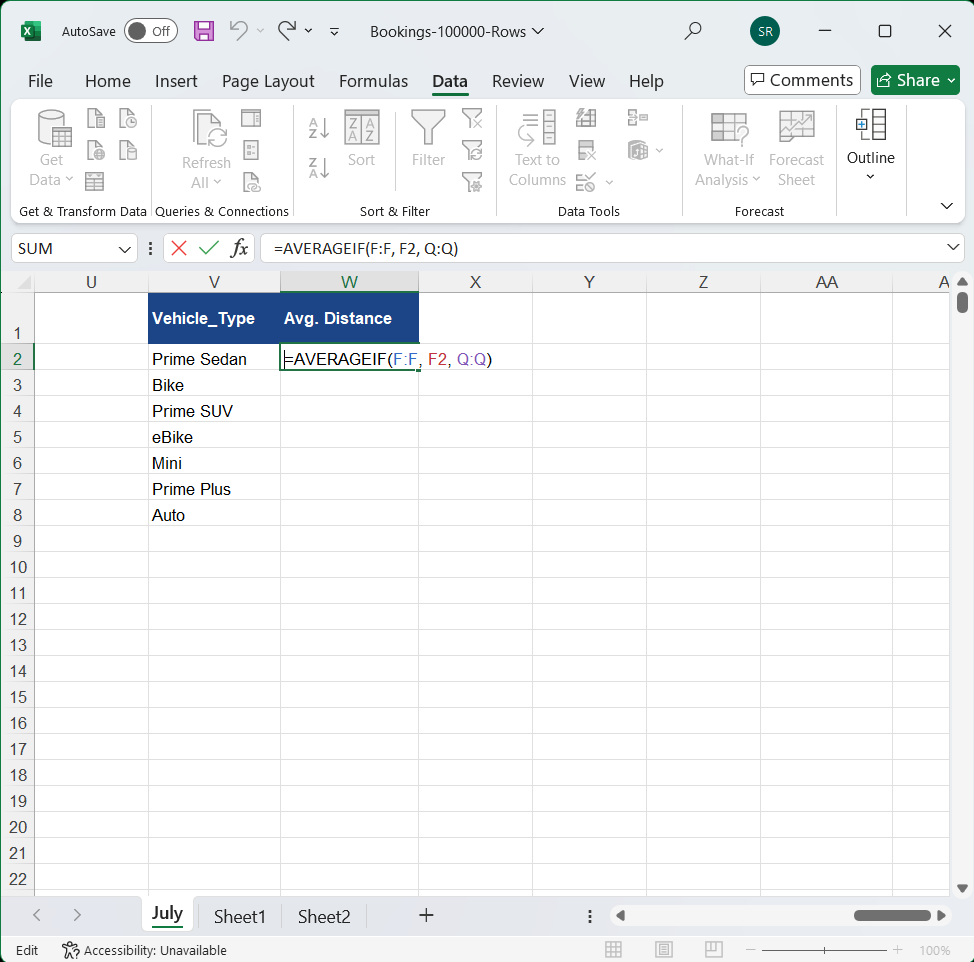 AutoSave Off Bookings-100000-Rows SR
File Home Insert Page Layout Formulas Data Review View Help Comments Share
Get Data
Refresh All
Sort
Filter
Text to Columns
What-If Analysis
Forecast Sheet
Outline
Get & Transform Data Queries & Connections Sort & Filter Data Tools Forecast
SUM fx =AVERAGEIF(F:F, F2, Q:Q)
U V W X Y Z AA A
1 Vehicle_Type Avg. Distance
2 Prime Sedan =AVERAGEIF(F:F, F2, Q:Q)
3 Bike
4 Prime SUV
5 eBike
6 Mini
7 Prime Plus
8 Auto
9
10
11
12
13
14
15
16
17
18
19
20
21
22
July Sheet1 Sheet2
Edit Accessibility: Unavailable 100%